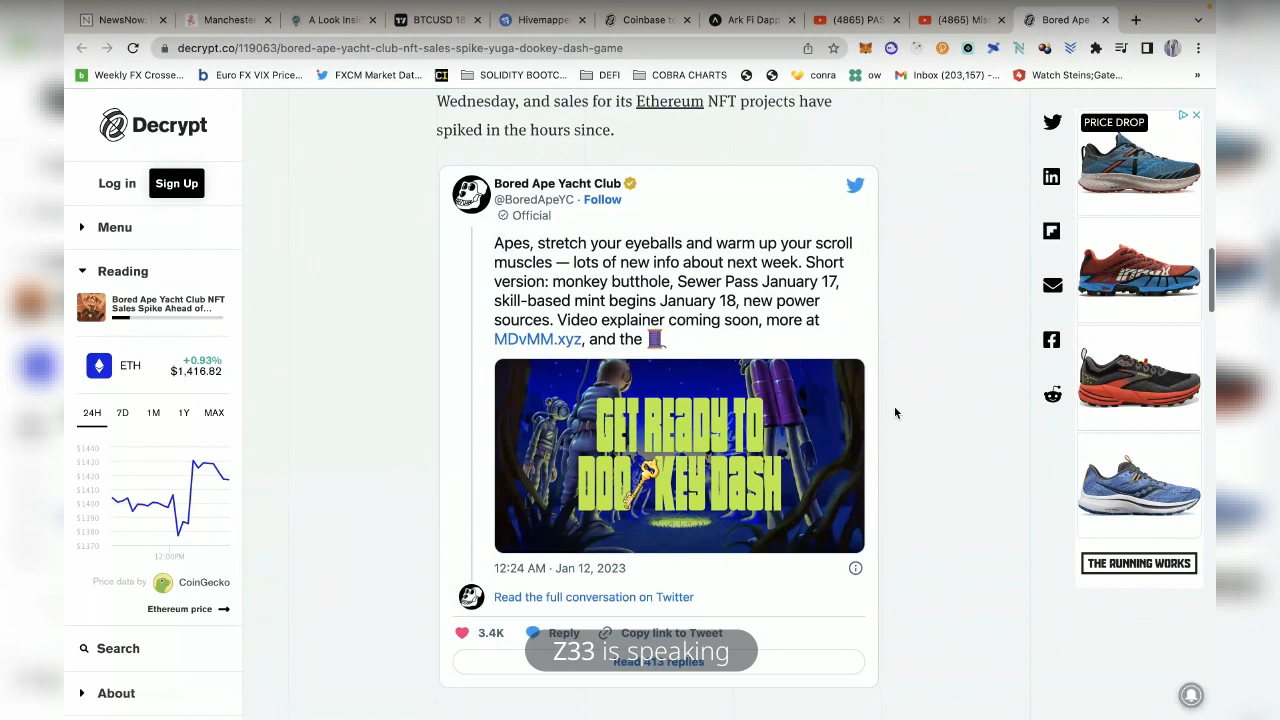 NewsNow:
Manchester
A Look Insi
BTCUSD 18
Hivemapper
Coinbase to
Ark Fi Dapp
(4865) PAS
(4865) Mis
Bored Ape
decrypt.co/119063/bored-ape-yacht-club-nft-sales-spike-yuga-dookey-dash-game
Weekly FX Crosse...
Euro FX VIX Price...
FXCM Market Dat...
SOLIDITY BOOTC...
DEFI
COBRA CHARTS
conra
ow
Inbox (203,157) -...
Watch Steins;Gate...
»
Decrypt
Log in
Sign Up
Menu
Reading
Bored Ape Yacht Club NFT
Sales Spike Ahead of...
ETH
+0.93%
$1,416.82
24H 7D 1M 1Y MAX
$1440
$1430
$1420
$1410
$1400
$1390
$1380
$1370
12:00PM
Price data by CoinGecko
Ethereum price
Search
About
Wednesday, and sales for its Ethereum NFT projects have
spiked in the hours since.
Bored Ape Yacht Club
@BoredApeYC · Follow
Official
Apes, stretch your eyeballs and warm up your scroll
muscles — lots of new info about next week. Short
version: monkey butthole, Sewer Pass January 17,
skill-based mint begins January 18, new power
sources. Video explainer coming soon, more at
MDvMM.xyz, and the
GET READY TO
DOO KEY DASH
12:24 AM · Jan 12, 2023
Read the full conversation on Twitter
3.4K Reply Copy link to Tweet
Read 413 replies
Z33 is speaking
PRICE DROP
THE RUNNING WORKS